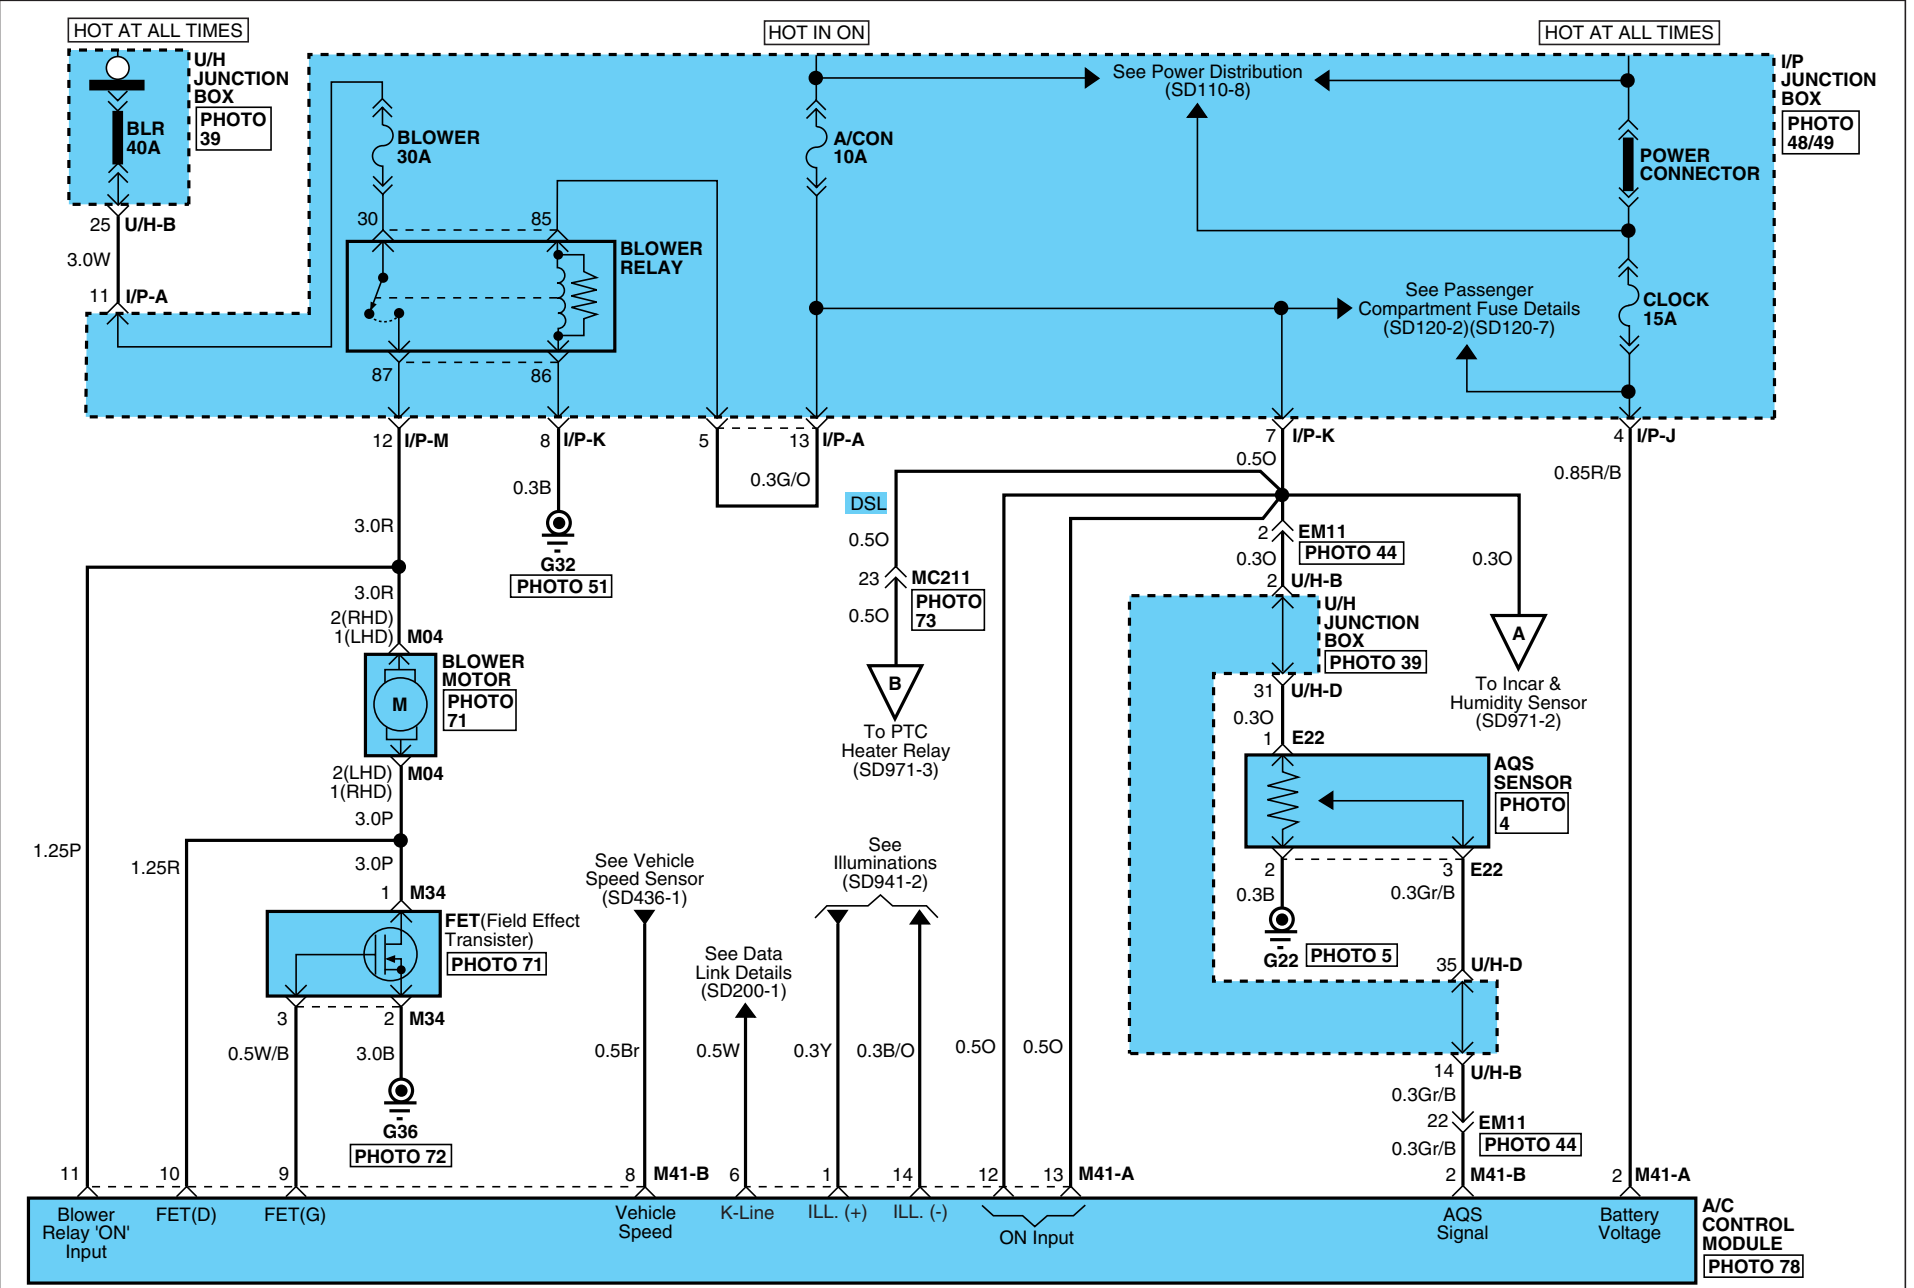 HOT AT ALL TIMES
HOT IN ON
HOT AT ALL TIMES
U/H
JUNCTION
BOX
PHOTO
39
BLR
40A
25 U/H-B
3.0W
11 I/P-A
BLOWER
30A
30
85
BLOWER
RELAY
87
86
A/CON
10A
See Power Distribution
(SD110-8)
I/P
JUNCTION
BOX
PHOTO
48/49
POWER
CONNECTOR
See Passenger
Compartment Fuse Details
(SD120-2)(SD120-7)
CLOCK
15A
12 I/P-M
8 I/P-K
5
13 I/P-A
7 I/P-K
4 I/P-J
0.3B
0.3G/O
0.5O
0.85R/B
3.0R
G32
PHOTO 51
DSL
0.5O
23 MC211
PHOTO
73
0.5O
B
To PTC
Heater Relay
(SD971-3)
2 EM11
PHOTO 44
0.3O
2 U/H-B
U/H
JUNCTION
BOX
PHOTO 39
31 U/H-D
0.3O
0.3O
A
To Incar &
Humidity Sensor
(SD971-2)
3.0R
2(RHD)
1(LHD) M04
BLOWER
MOTOR
PHOTO
71
M
2(LHD) M04
1(RHD)
3.0P
1.25P
1.25R
3.0P
1 M34
FET(Field Effect
Transister)
PHOTO 71
3
2 M34
0.5W/B
3.0B
G36
PHOTO 72
See Vehicle
Speed Sensor
(SD436-1)
0.5Br
See Data
Link Details
(SD200-1)
0.5W
See
Illuminations
(SD941-2)
0.3Y
0.3B/O
0.5O
0.5O
1 E22
AQS
SENSOR
PHOTO
4
2
3 E22
0.3B
0.3Gr/B
G22
PHOTO 5
35 U/H-D
14 U/H-B
0.3Gr/B
22 EM11
PHOTO 44
0.3Gr/B
11
10
9
8 M41-B
6
1
14
12
13 M41-A
2 M41-B
2 M41-A
Blower
Relay 'ON'
Input
FET(D)
FET(G)
Vehicle
Speed
K-Line
ILL. (+)
ILL. (-)
ON Input
AQS
Signal
Battery
Voltage
A/C
CONTROL
MODULE
PHOTO 78